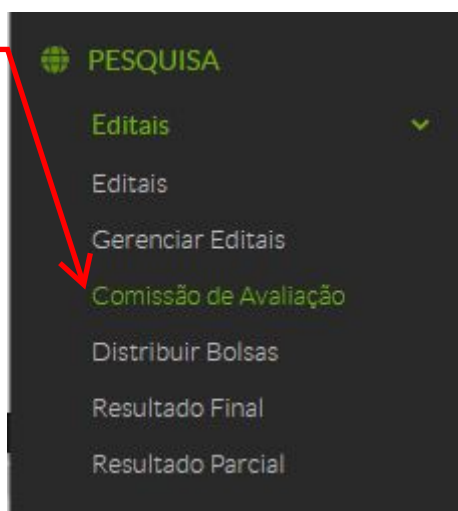 PESQUISA
Editais
Editais
Gerenciar Editais
Comissão de Avaliação
Distribuir Bolsas
Resultado Final
Resultado Parcial